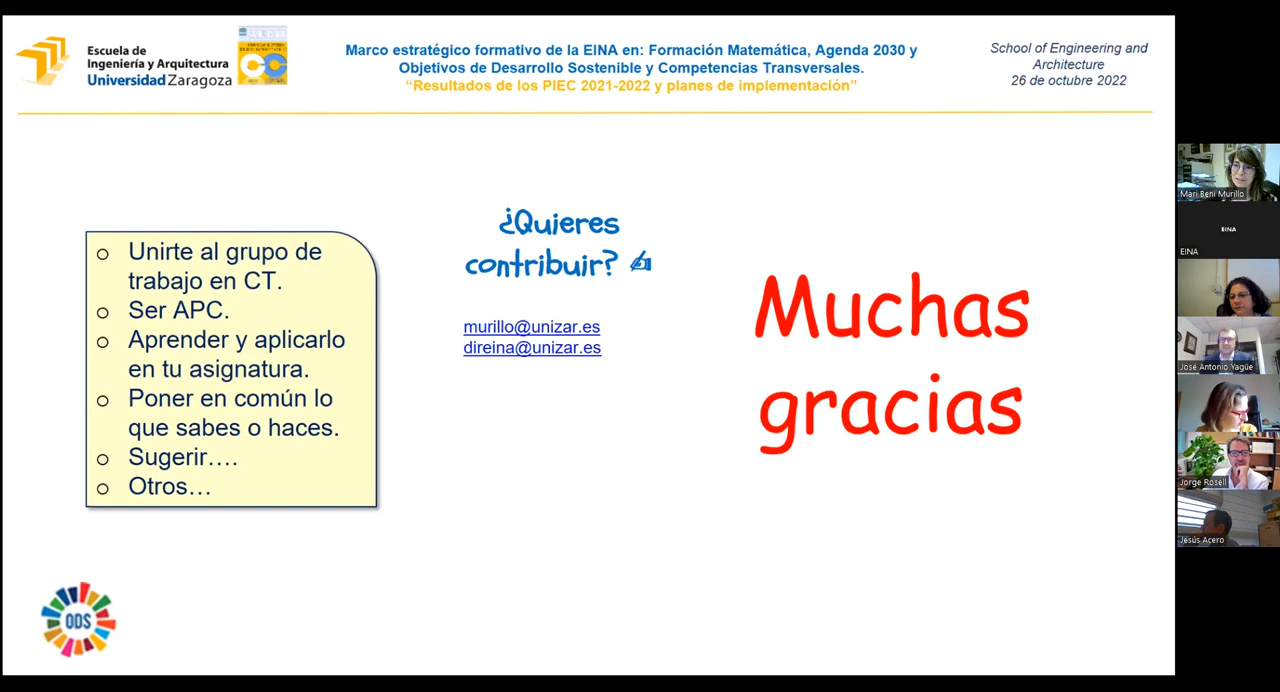 Escuela de
Ingeniería y Arquitectura
Universidad Zaragoza
Marco estratégico formativo de la EINA en: Formación Matemática, Agenda 2030 y
Objetivos de Desarrollo Sostenible y Competencias Transversales.
“Resultados de los PIEC 2021-2022 y planes de implementación”
School of Engineering and
Architecture
26 de octubre 2022
Unirte al grupo de
trabajo en CT.
Ser APC.
Aprender y aplicarlo
en tu asignatura.
Poner en común lo
que sabes o haces.
Sugerir….
Otros…
¿Quieres
contribuir? ✍
murillo@unizar.es
direina@unizar.es
Muchas
gracias
ODS
Mari Beni Murillo
EINA
EINA
José Antonio Yagüe
Jorge Rosell
Jesús Acero